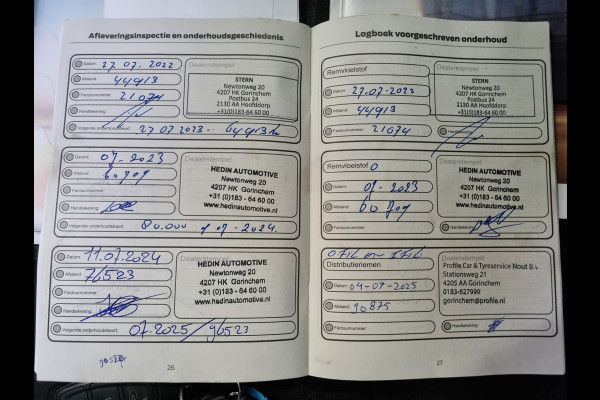 Afleveringsinspectie en onderhoudsgeschiedenis
Datum: 27.07.2022
Afstand: 44913
Factuurnummer: 21074
Handtekening:
Volgende onderhoudsbeurt: 27.07.2023
Dealerstempel
STERN
Newtonweg 20
4207 HK Gorinchem
Postbus 24
2130 AA Hoofddorp
+31(0)183-64 60 00
Datum: 07-2023
Afstand:
Factuurnummer:
Handtekening:
Volgende onderhoudsbeurt: 80.000 07-2024.
Dealerstempel
HEDIN AUTOMOTIVE
Newtonweg 20
4207 HK Gorinchem
+31 (0)183 - 64 60 00
www.hedinautomotive.nl
Datum: 11.07.2024
Afstand: 76523
Factuurnummer:
Handtekening:
Volgende onderhoudsbeurt: 07.2025/96523
Dealerstempel
HEDIN AUTOMOTIVE
Newtonweg 20
4207 HK Gorinchem
+31 (0)183 - 64 60 00
www.hedinautomotive.nl
26
Logboek voorgeschreven onderhoud
Remvloeistof
Datum: 27.07-2022
Afstand: 44913
Factuurnummer: 21074
Dealerstempel
STERN
Newtonweg 20
4207 HK Gorinchem
Postbus 24
2130 AA Hoofddorp
+31(0)183-64 60 00
Handtekening:
Remvloeistof
Datum: 07-2023
Afstand:
Factuurnummer:
Dealerstempel
HEDIN AUTOMOTIVE
Newtonweg 20
4207 HK Gorinchem
+31 (0)183 - 64 60 00
www.hedinautomotive.nl
Handtekening:
Distributieriemen
Datum: 04-07-2025
Afstand: 90875
Factuurnummer:
Dealerstempel
Profile Car & Tyreservice Nout B.V.
Stationsweg 21
4205 AA Gorinchem
0183-627999
gorinchem@profile.nl
Handtekening:
27